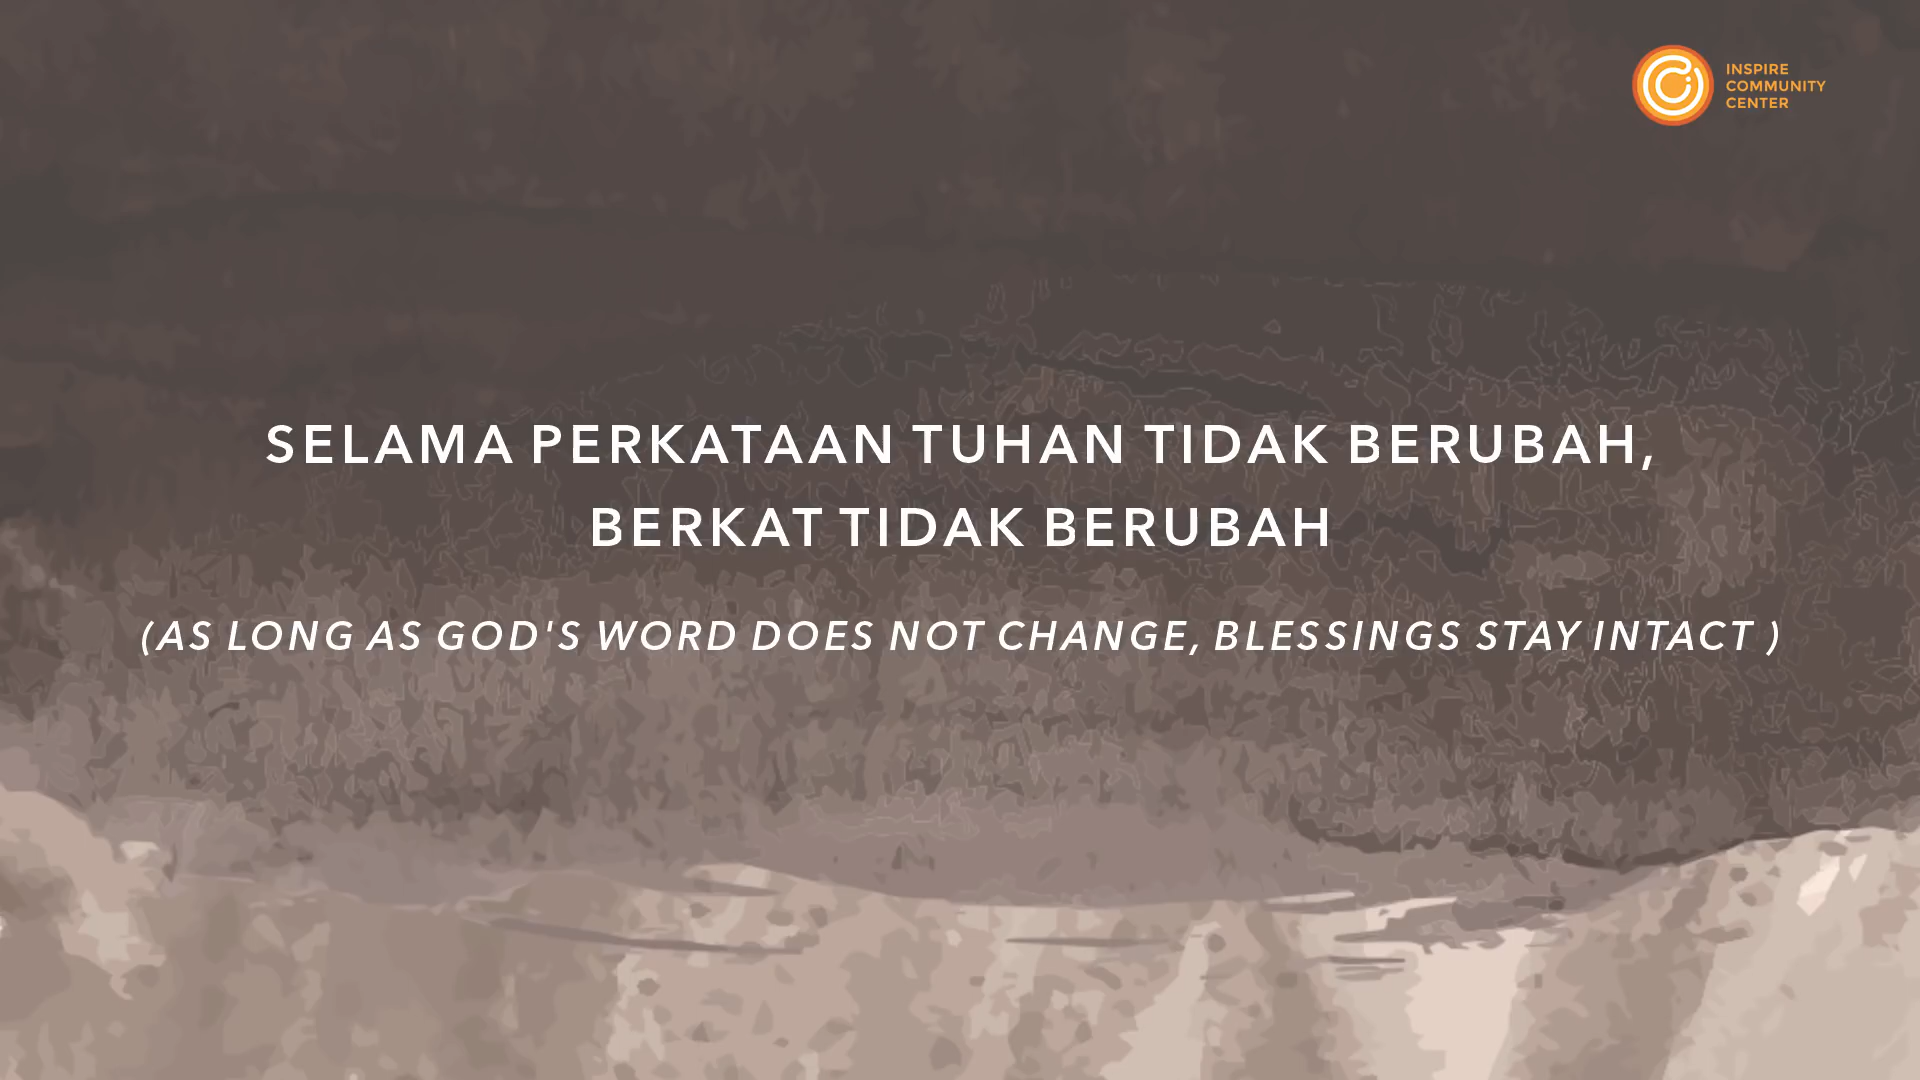 INSPIRE
COMMUNITY
CENTER
SELAMA PERKATAAN TUHAN TIDAK BERUBAH,
BERKAT TIDAK BERUBAH
(AS LONG AS GOD'S WORD DOES NOT CHANGE, BLESSINGS STAY INTACT )